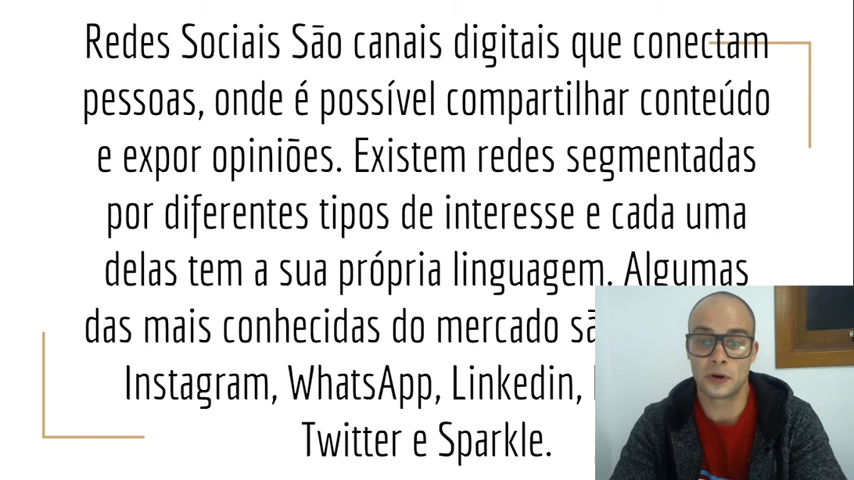 Redes Sociais São canais digitais que conectam
pessoas, onde é possível compartilhar conteúdo
e expor opiniões. Existem redes segmentadas
por diferentes tipos de interesse e cada uma
delas tem a sua própria linguagem. Algumas
das mais conhecidas do mercado
Instagram, WhatsApp, Linkedin,
Twitter e Sparkle.